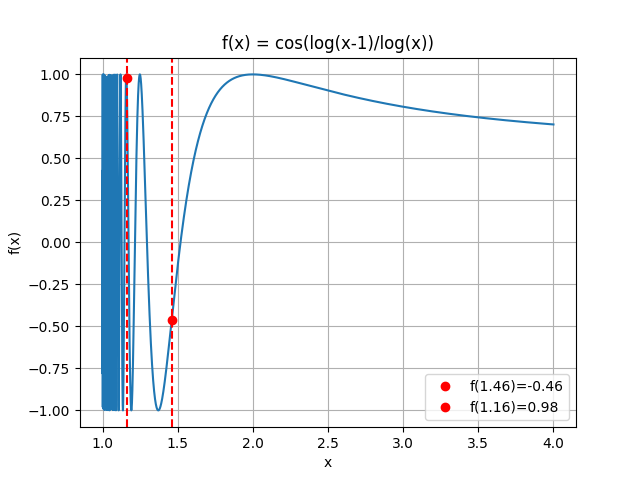 f(x) = cos(log(x-1)/log(x))
1.00
0.75
0.50
0.25
0.00
−0.25
−0.50
−0.75
−1.00
f(x)
f(1.46)=-0.46
f(1.16)=0.98
1.0 1.5 2.0 2.5 3.0 3.5 4.0
x